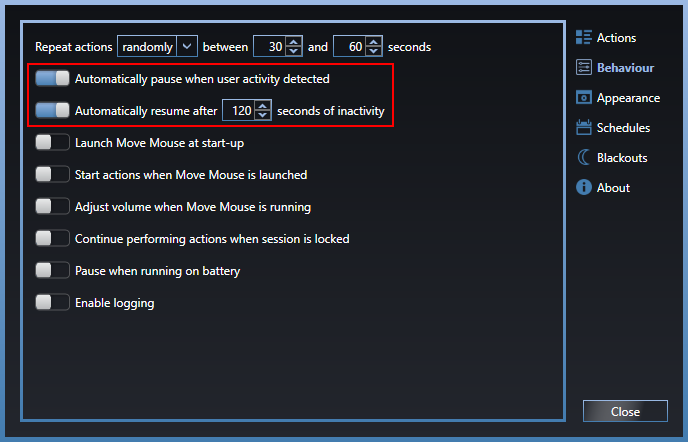 Repeat actions randomly between 30 and 60 seconds
Automatically pause when user activity detected
Automatically resume after 120 seconds of inactivity
Launch Move Mouse at start-up
Start actions when Move Mouse is launched
Adjust volume when Move Mouse is running
Continue performing actions when session is locked
Pause when running on battery
Enable logging
Actions
Behaviour
Appearance
Schedules
Blackouts
About
Close